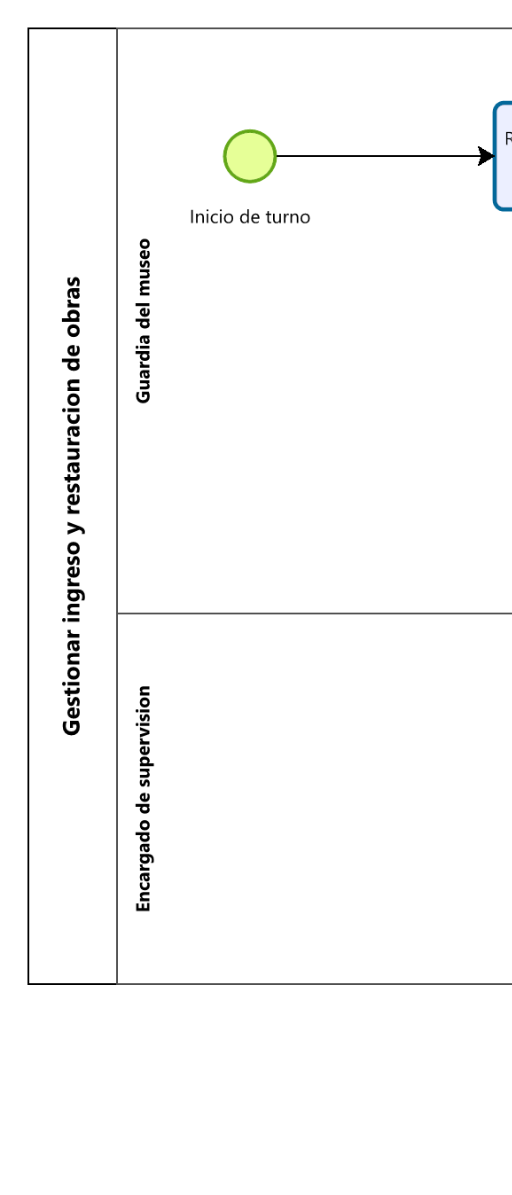 Gestionar ingreso y restauracion de obras
Guardia del museo
Inicio de turno
R
Encargado de supervision